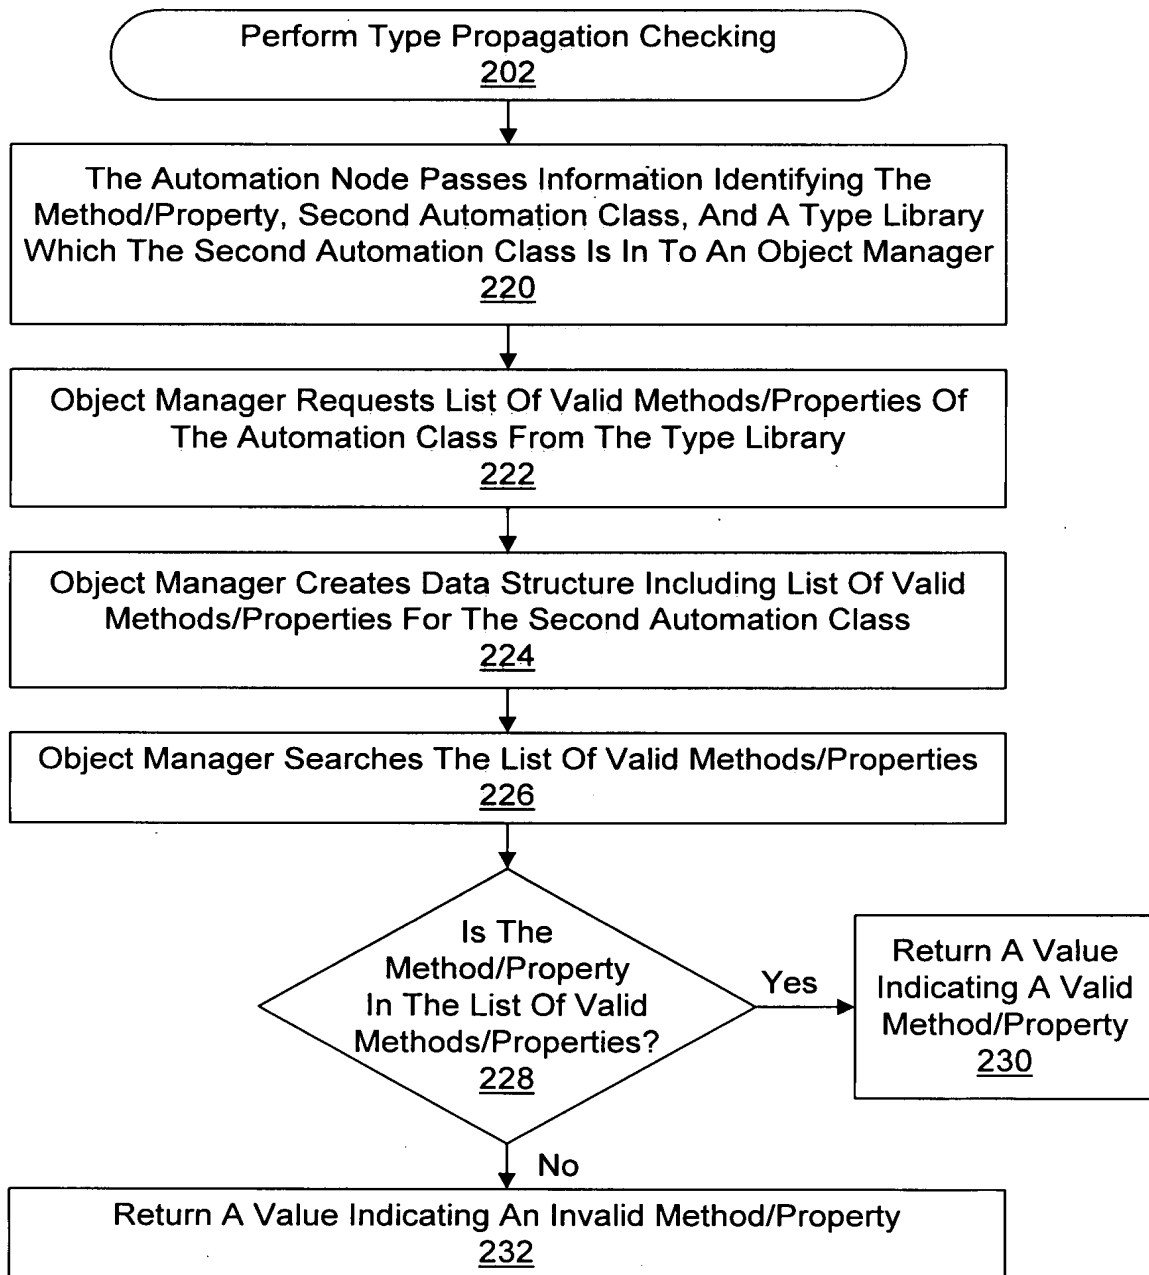 Perform Type Propagation Checking
202
The Automation Node Passes Information Identifying The
Method/Property, Second Automation Class, And A Type Library
Which The Second Automation Class Is In To An Object Manager
220
Object Manager Requests List Of Valid Methods/Properties Of
The Automation Class From The Type Library
222
Object Manager Creates Data Structure Including List Of Valid
Methods/Properties For The Second Automation Class
224
Object Manager Searches The List Of Valid Methods/Properties
226
Is The
Method/Property
In The List Of Valid
Methods/Properties?
228
Yes
Return A Value
Indicating A Valid
Method/Property
230
No
Return A Value Indicating An Invalid Method/Property
232